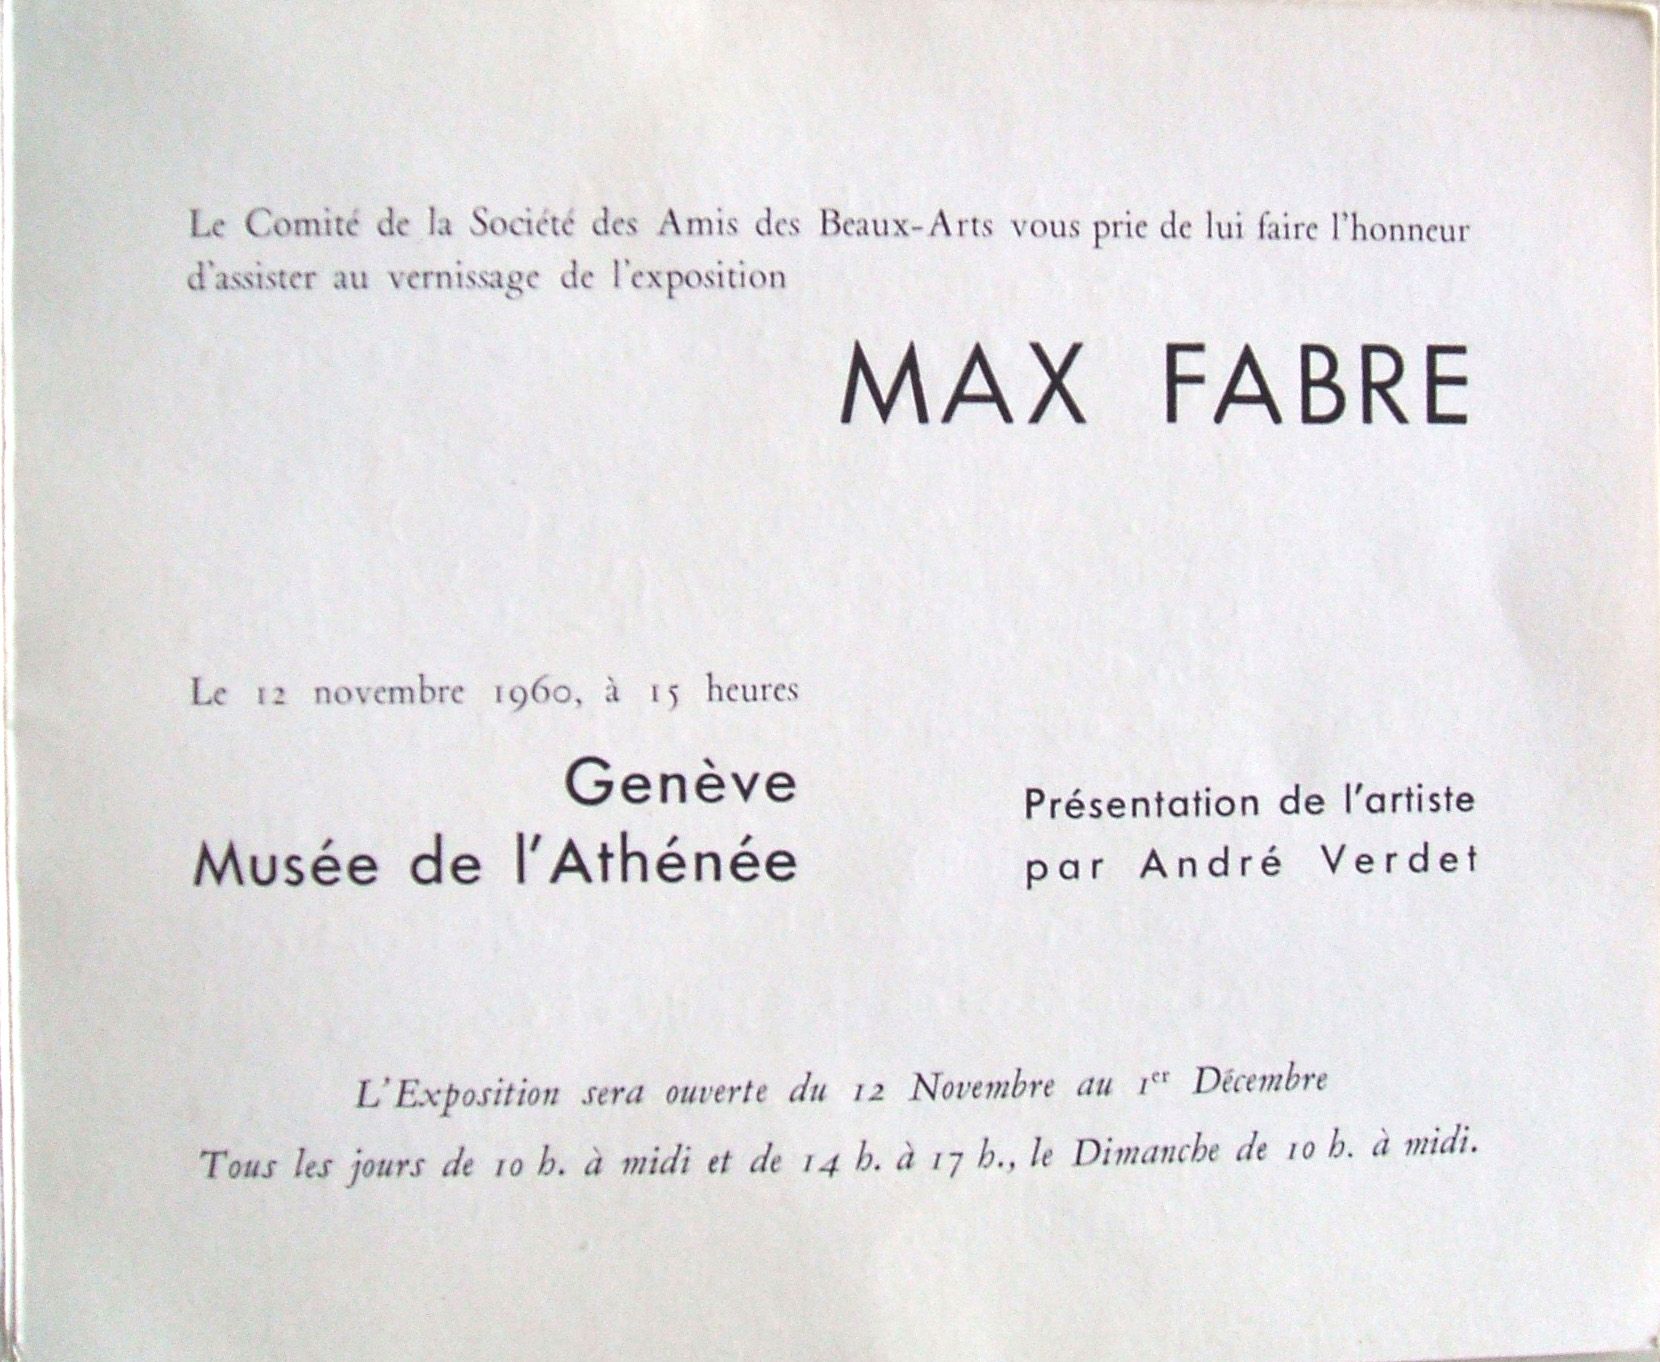 Le Comité de la Société des Amis des Beaux-Arts vous prie de lui faire l'honneur
d'assister au vernissage de l'exposition
MAX FABRE
Le 12 novembre 1960, à 15 heures
Genève
Musée de l'Athénée
Présentation de l'artiste
par André Verdet
L'Exposition sera ouverte du 12 Novembre au 1er Décembre
Tous les jours de 10 h. à midi et de 14 h. à 17 h., le Dimanche de 10 h. à midi.